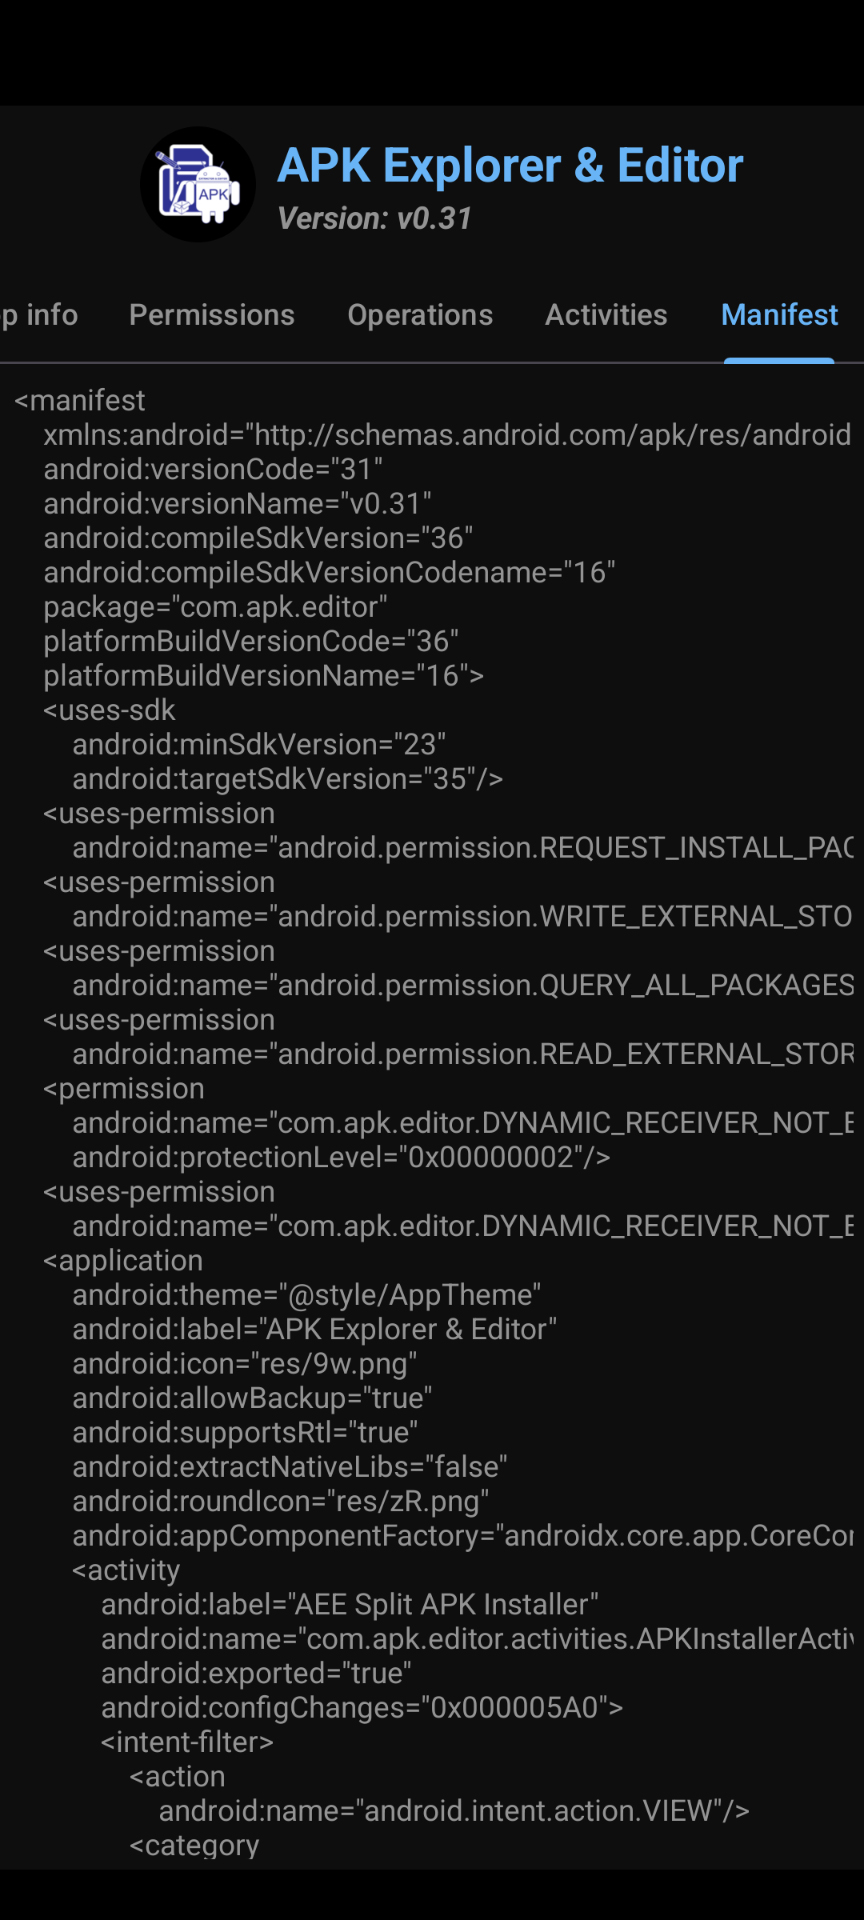 APK Explorer & Editor
Version: v0.31
APK
p info Permissions Operations Activities Manifest
<manifest
xmlns:android="http://schemas.android.com/apk/res/android
android:versionCode="31"
android:versionName="v0.31"
android:compileSdkVersion="36"
android:compileSdkVersionCodename="16"
package="com.apk.editor"
platformBuildVersionCode="36"
platformBuildVersionName="16">
<uses-sdk
android:minSdkVersion="23"
android:targetSdkVersion="35"/>
<uses-permission
android:name="android.permission.REQUEST_INSTALL_PAC
<uses-permission
android:name="android.permission.WRITE_EXTERNAL_STO
<uses-permission
android:name="android.permission.QUERY_ALL_PACKAGES
<uses-permission
android:name="android.permission.READ_EXTERNAL_STOR
<permission
android:name="com.apk.editor.DYNAMIC_RECEIVER_NOT_E
android:protectionLevel="0x00000002"/>
<uses-permission
android:name="com.apk.editor.DYNAMIC_RECEIVER_NOT_E
<application
android:theme="@style/AppTheme"
android:label="APK Explorer & Editor"
android:icon="res/9w.png"
android:allowBackup="true"
android:supportsRtl="true"
android:extractNativeLibs="false"
android:roundIcon="res/zR.png"
android:appComponentFactory="androidx.core.app.CoreCor
<activity
android:label="AEE Split APK Installer"
android:name="com.apk.editor.activities.APKInstallerActiv
android:exported="true"
android:configChanges="0x000005A0">
<intent-filter>
<action
android:name="android.intent.action.VIEW"/>
<category